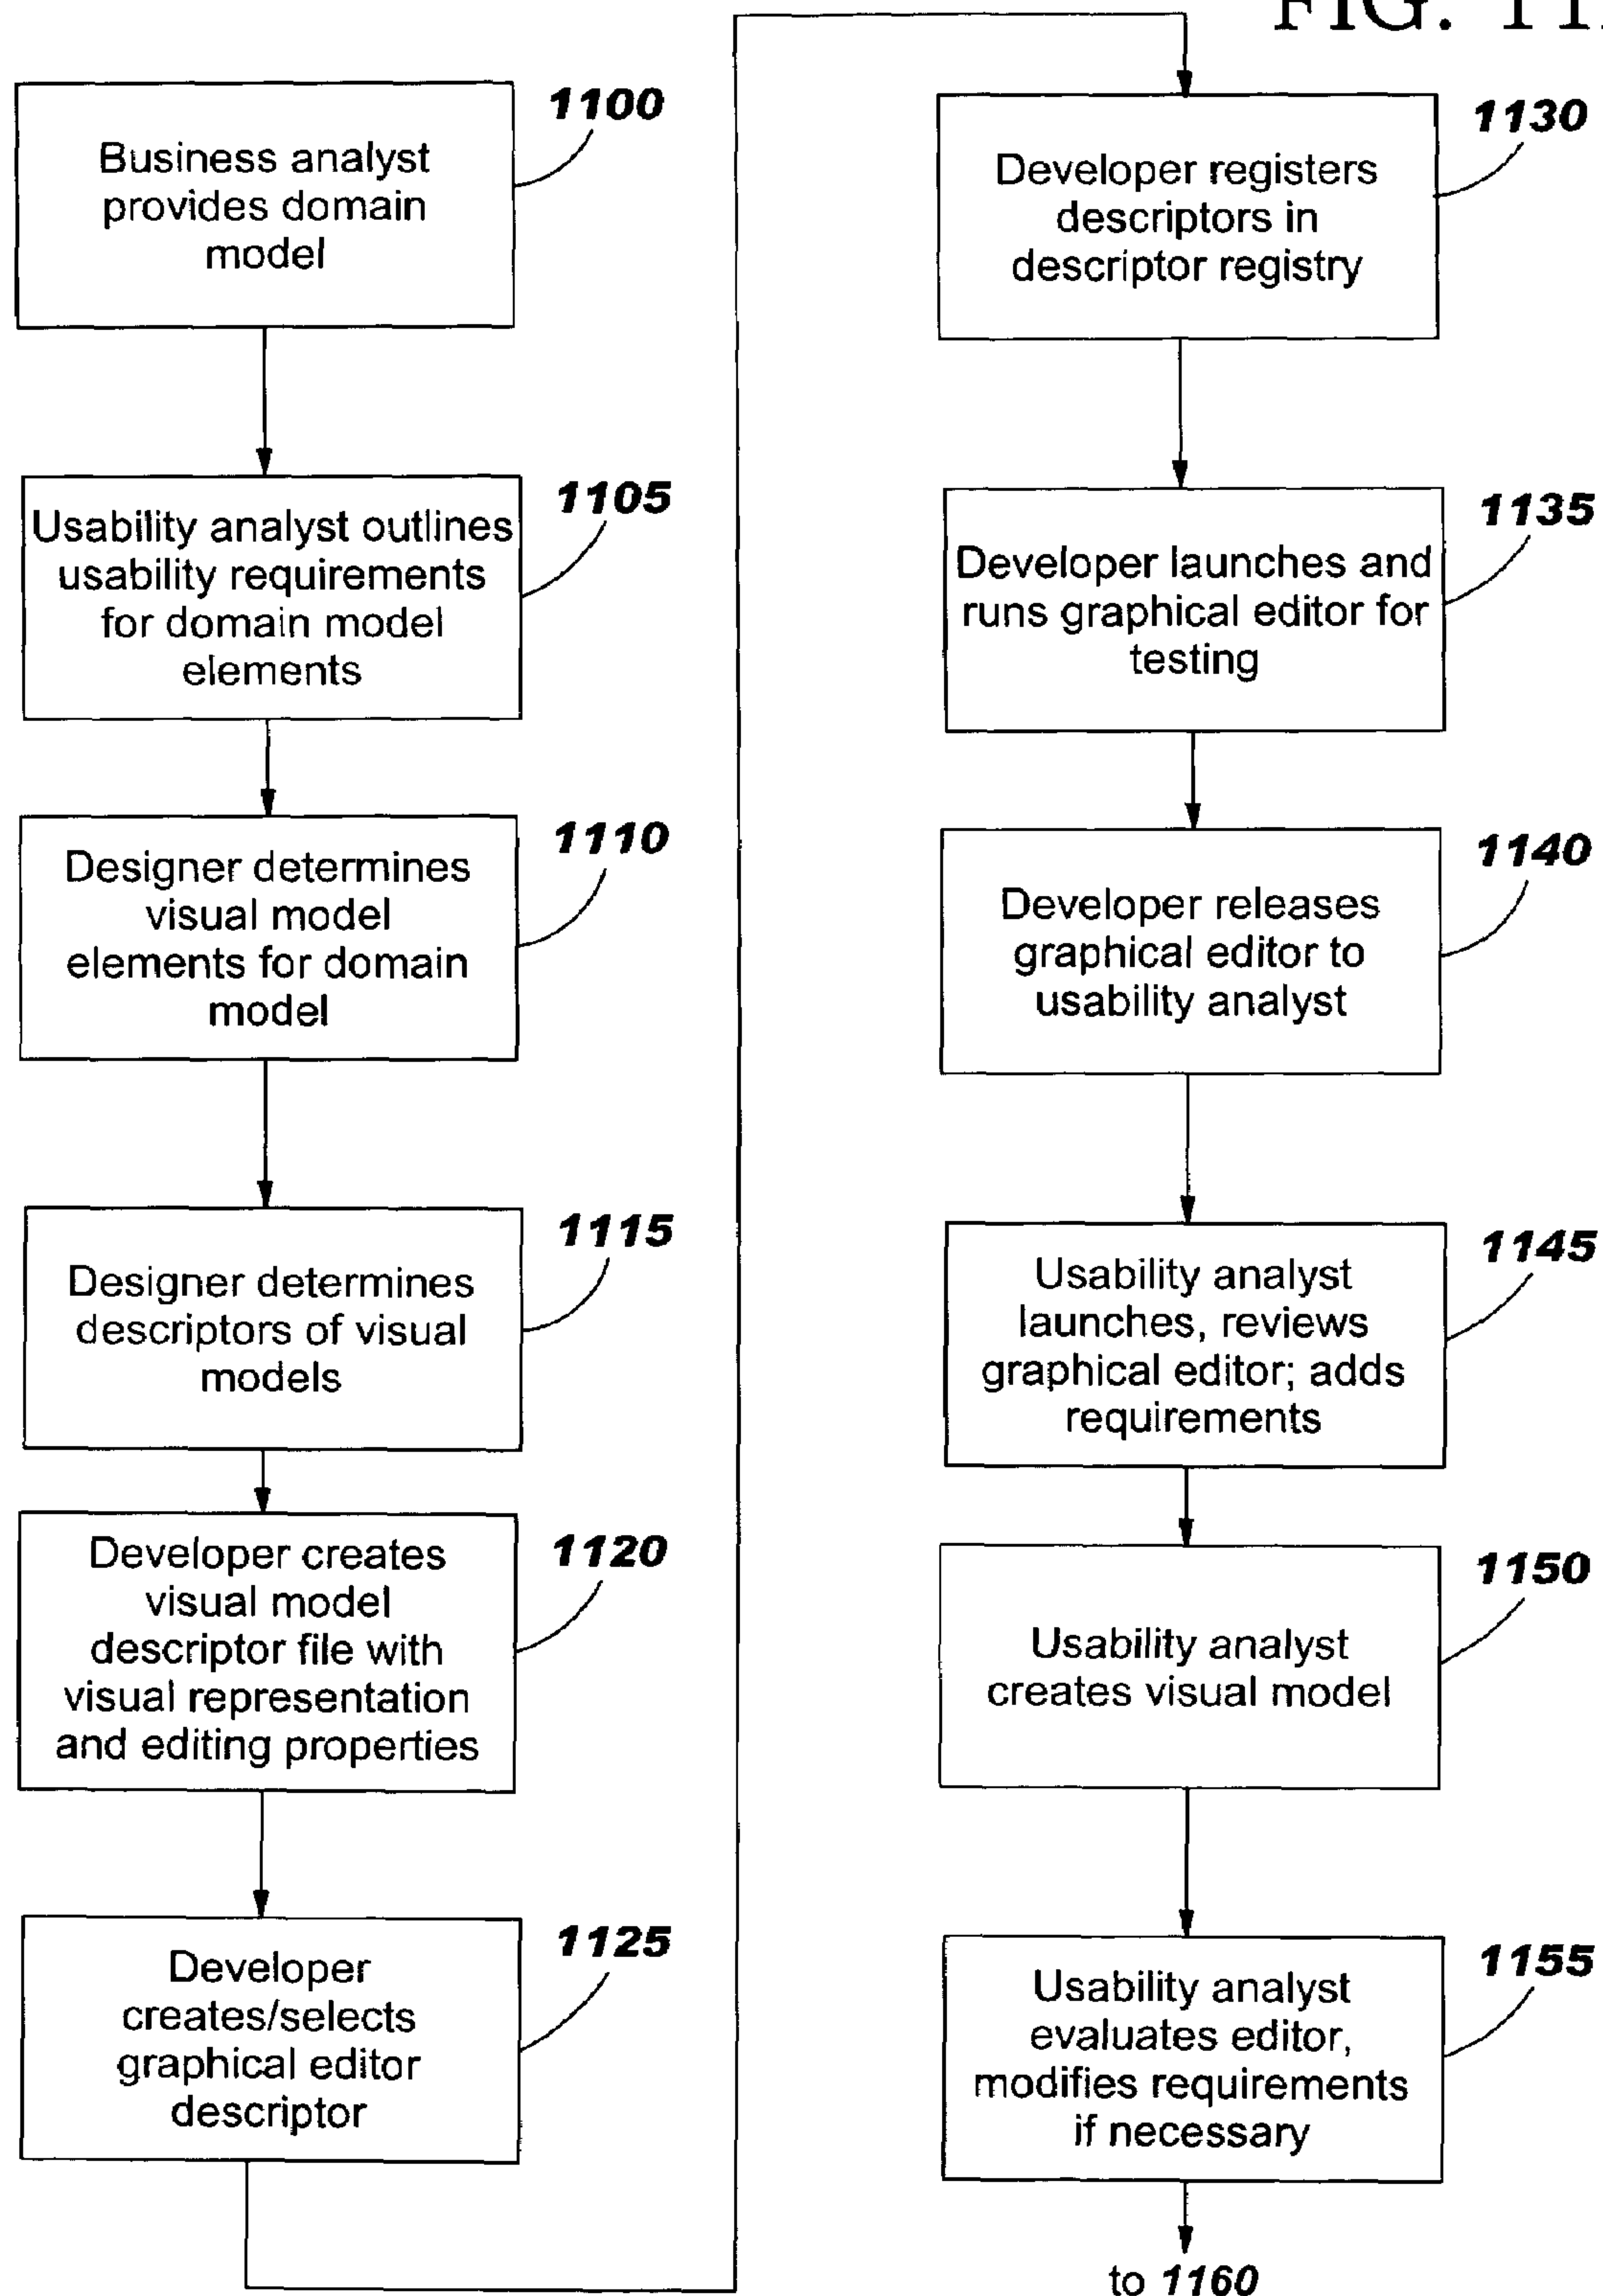 FIG. 11
1100
Business analyst
provides domain
model
1105
Usability analyst outlines
usability requirements
for domain model
elements
1110
Designer determines
visual model
elements for domain
model
1115
Designer determines
descriptors of visual
models
1120
Developer creates
visual model
descriptor file with
visual representation
and editing properties
1125
Developer
creates/selects
graphical editor
descriptor
1130
Developer registers
descriptors in
descriptor registry
1135
Developer launches and
runs graphical editor for
testing
1140
Developer releases
graphical editor to
usability analyst
1145
Usability analyst
launches, reviews
graphical editor; adds
requirements
1150
Usability analyst
creates visual model
1155
Usability analyst
evaluates editor,
modifies requirements
if necessary
to 1160